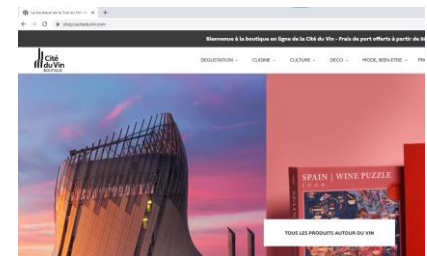 La boutique de la Cité du Vin
shop.laciteduvin.com
Bienvenue à la boutique en ligne de la Cité du Vin - Frais de port offerts à partir de
Cité
du Vin
BOUTIQUE
DEGUSTATION
CUISINE
CULTURE
DECO
MODE, BIEN-ETRE
SPAIN | WINE PUZZLE
TOUS LES PRODUITS AUTOUR DU VIN